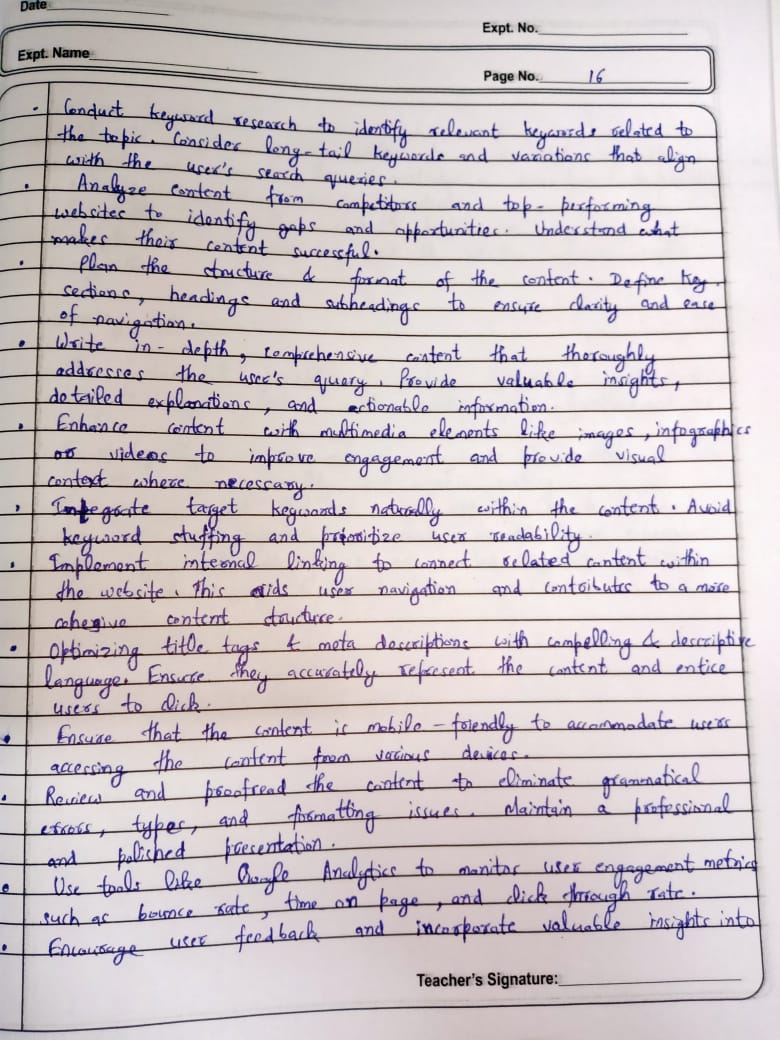 Date
Expt. No.
Expt. Name
Page No. 16
• Conduct keyword research to identify relevant keywords related to
the topic. Consider long-tail keywords and variations that align
with the user's search queries.
• Analyze content from competitors and top-performing
websites to identify gaps and opportunities. Understand what
makes their content successful.
• Plan the structure & format of the content. Define key
sections, headings and subheadings to ensure clarity and ease
of navigation.
• Write in-depth, comprehensive content that thoroughly
addresses the user's query. Provide valuable insights,
detailed explanations, and actionable information.
• Enhance content with multimedia elements like images, infographics
or videos to improve engagement and provide visual
context where necessary.
• Integrate target keywords naturally within the content. Avoid
keyword stuffing and prioritize user readability.
• Implement internal linking to connect related content within
the website. This aids user navigation and contributes to a more
cohesive content structure.
• Optimizing title tags & meta descriptions with compelling & descriptive
language. Ensure they accurately represent the content and entice
users to click.
• Ensure that the content is mobile-friendly to accommadate users
accessing the content from various devices.
• Review and proofread the content to eliminate grammatical
errors, types, and formatting issues. Maintain a professional
and polished presentation.
• Use tools like Google Analytics to monitor user engagement metrics
such as bounce rate, time on page, and click through rate.
• Encourage user feedback and incorporate valuable insights into
Teacher's Signature: